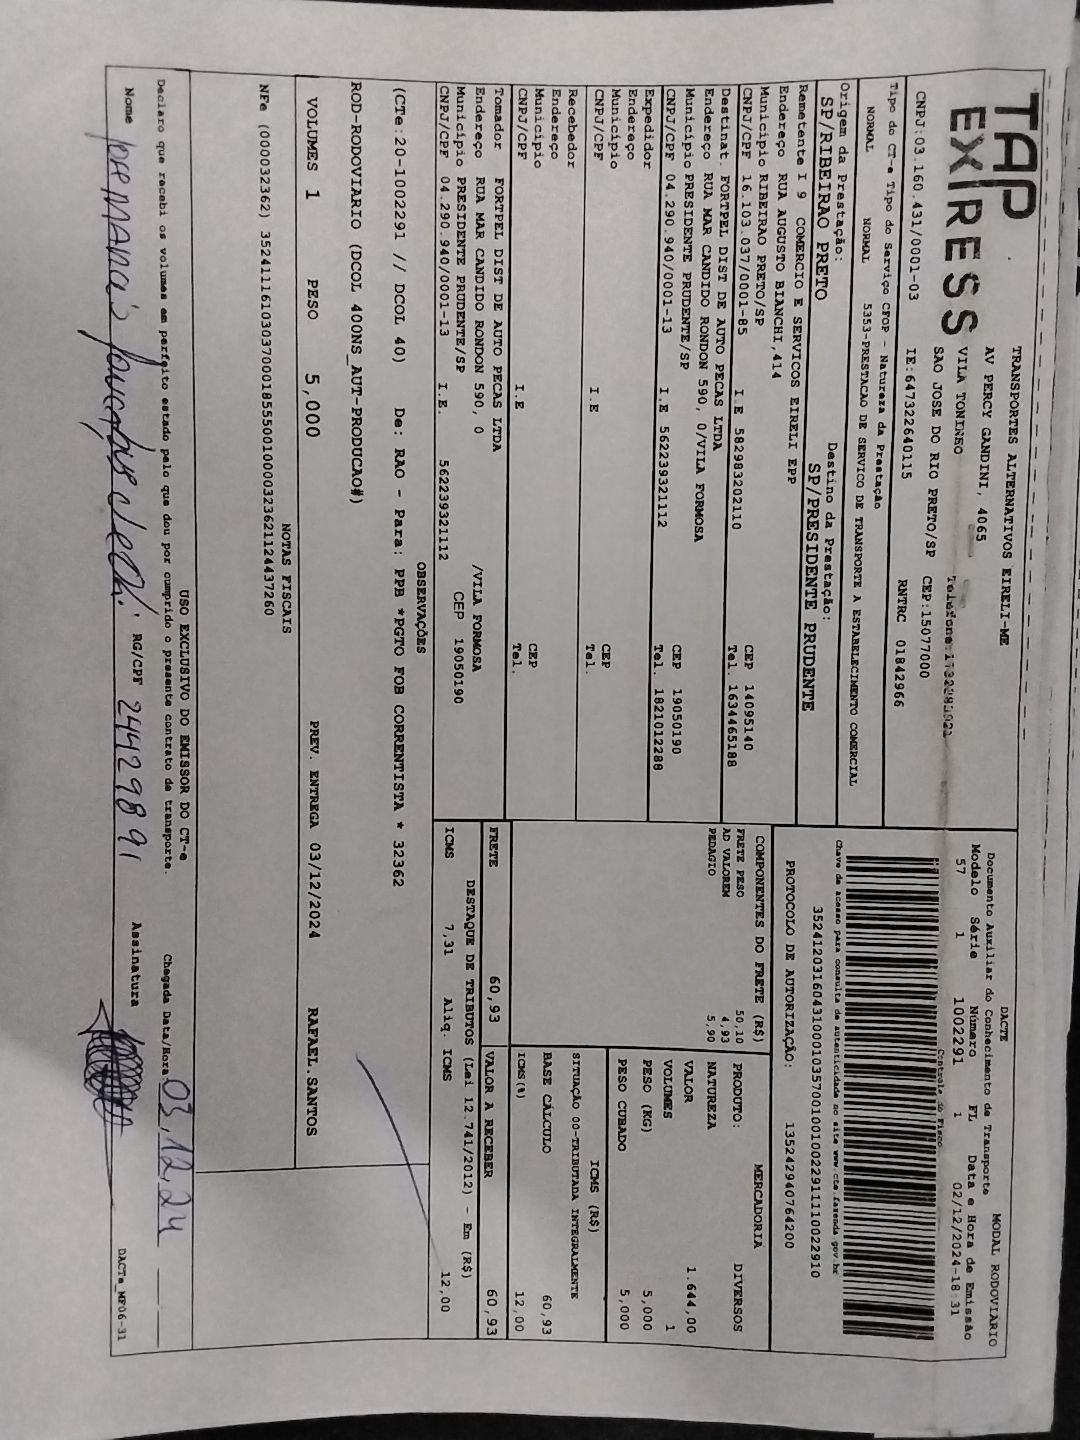 TAP EXPRESS
TRANSPORTES ALTERNATIVOS EIRELI-ME
AV PERCY GANDINI, 4065
VILA TONINHO
SAO JOSE DO RIO PRETO/SP CEP:15077000
CNPJ:03.160.431/0001-03 IE:647322640115 RNTRC 01842966
DACTE MODAL RODOVIÁRIO
Documento Auxiliar do Conhecimento de Transporte
Modelo Série Número FL Data e Hora de Emissão
57 1 1002291 1 02/12/2024-18:31
Controle do Fisco
Chave de acesso para consulta de autenticidade no site www.cte.fazenda.gov.br
PROTOCOLO DE AUTORIZAÇÃO: 135242940764200
Tipo do CT-e Tipo do Serviço CFOP - Natureza da Prestação
NORMAL NORMAL 5353-PRESTACAO DE SERVICO DE TRANSPORTE A ESTABELECIMENTO COMERCIAL
Origem da Prestação: Destino da Prestação:
SP/RIBEIRAO PRETO SP/PRESIDENTE PRUDENTE
Remetente I 9 COMERCIO E SERVICOS EIRELI EPP
Endereço RUA AUGUSTO BIANCHI,414
Município RIBEIRAO PRETO/SP CEP 14095140
CNPJ/CPF 16.103.037/0001-85 I.E 582983202110 Tel. 1634465188
Destinat. FORTPEL DIST DE AUTO PECAS LTDA
Endereço RUA MAR CANDIDO RONDON 590, 0/VILA FORMOSA
Município PRESIDENTE PRUDENTE/SP CEP 19050190
CNPJ/CPF 04.290.940/0001-13 I.E 562239321112 Tel. 1821012288
Expedidor
Endereço
Município CEP
CNPJ/CPF I.E Tel.
Recebedor
Endereço
Município CEP
CNPJ/CPF I.E Tel.
Tomador FORTPEL DIST DE AUTO PECAS LTDA
Endereço RUA MAR CANDIDO RONDON 590, 0 /VILA FORMOSA
Município PRESIDENTE PRUDENTE/SP CEP 19050190
CNPJ/CPF 04.290.940/0001-13 I.E. 562239321112
COMPONENTES DO FRETE (R$)
FRETE PESO 50,10
AD VALOREM 4,93
PEDAGIO 5,90
MERCADORIA
PRODUTO: DIVERSOS
NATUREZA
VALOR 1.644,00
VOLUMES 1
PESO (KG) 5,000
PESO CUBADO 5,000
ICMS (R$)
SITUAÇÃO 00-TRIBUTADA INTEGRALMENTE
BASE CÁLCULO 60,93
ICMS(%) 12,00
FRETE 60,93 VALOR A RECEBER 60,93
DESTAQUE DE TRIBUTOS (Lei 12.741/2012) - Em (R$)
ICMS 7,31 Aliq. ICMS 12,00
OBSERVAÇÕES
(CTe:20-1002291 // DCOL 40) De: RAO - Para: PPB *PGTO FOB CORRENTISTA * 32362
ROD-RODOVIARIO (DCOL 400NS_AUT-PRODUCAO#)
VOLUMES 1 PESO 5,000 PREV. ENTREGA 03/12/2024 RAFAEL.SANTOS
NOTAS FISCAIS
NFe (000032362)
USO EXCLUSIVO DO EMISSOR DO CT-e
Declaro que recebi os volumes em perfeito estado pelo que dou por cumprido o presente contrato de transporte. Chegada Data/Hora 03,12,24
Nome RG/CPF 24429891 Assinatura
DACTe_MP06-31